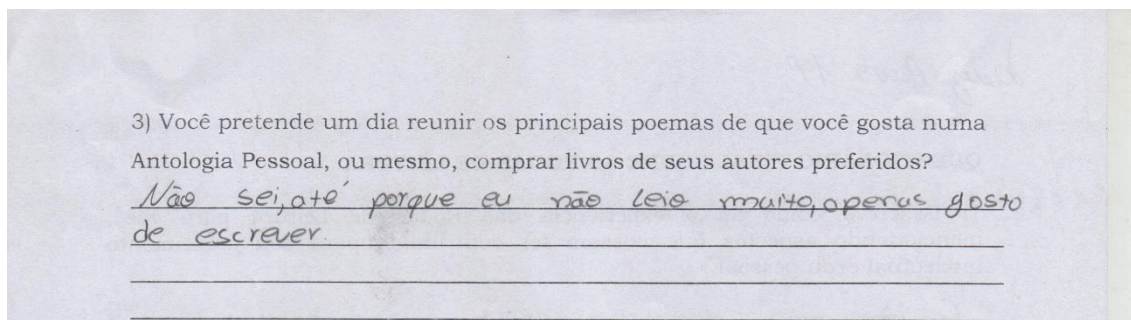 3) Você pretende um dia reunir os principais poemas de que você gosta numa
Antologia Pessoal, ou mesmo, comprar livros de seus autores preferidos?
Não sei, até porque eu não leio muito, apenas gosto
de escrever.